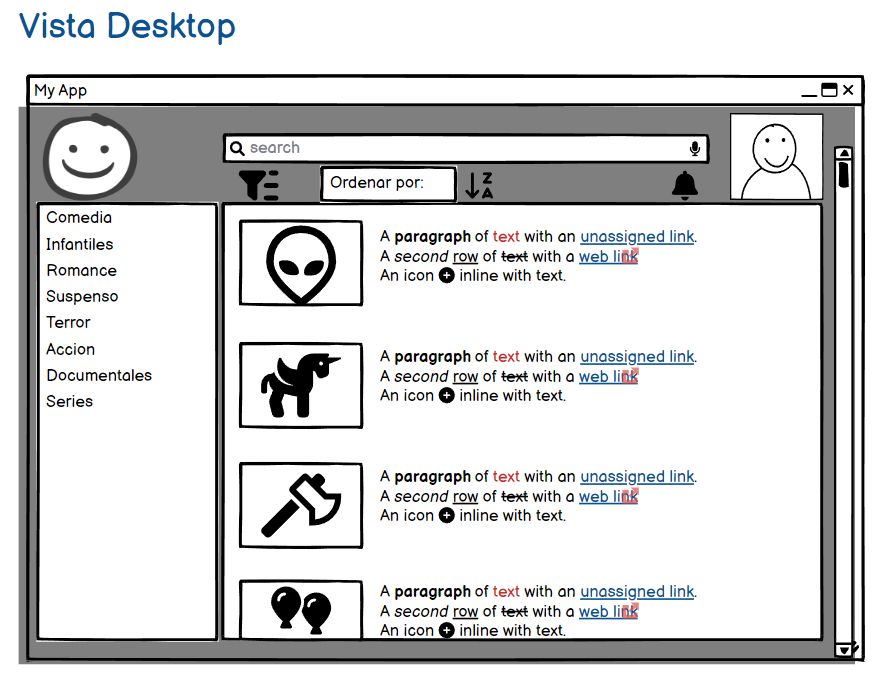 Vista Desktop
My App
search
Ordenar por:
Z
A
Comedia
Infantiles
Romance
Suspenso
Terror
Accion
Documentales
Series
A paragraph of text with an unassigned link.
A second row of text with a web link
An icon inline with text.
A paragraph of text with an unassigned link.
A second row of text with a web link
An icon inline with text.
A paragraph of text with an unassigned link.
A second row of text with a web link
An icon inline with text.
A paragraph of text with an unassigned link.
A second row of text with a web link
An icon inline with text.